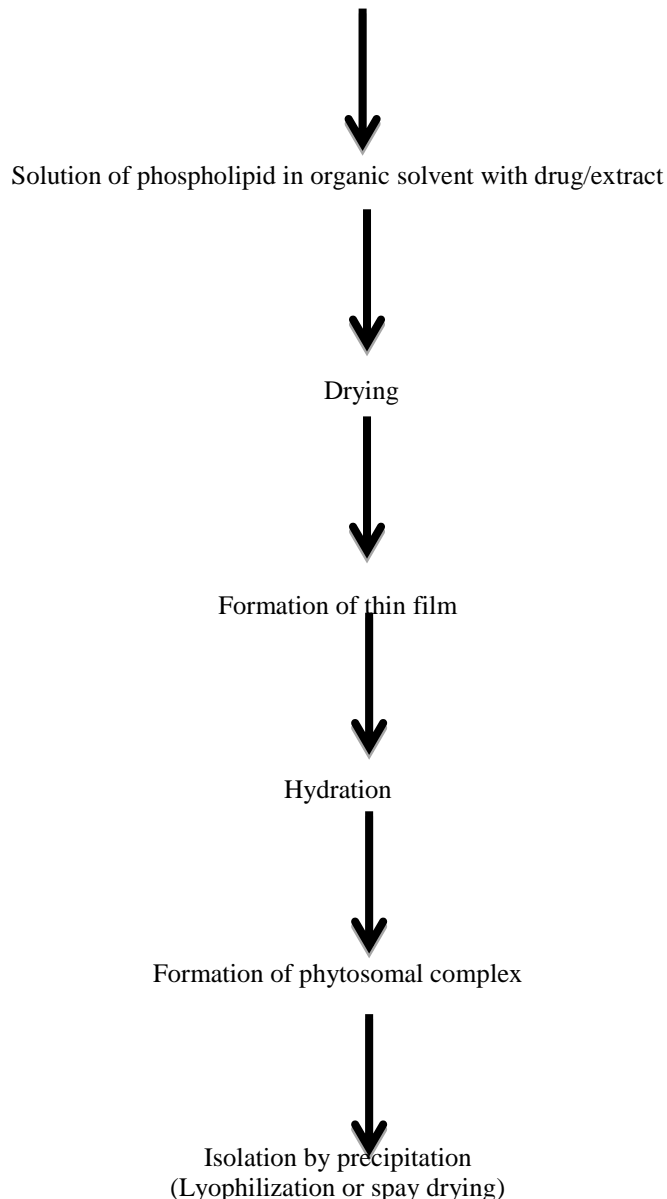 Solution of phospholipid in organic solvent with drug/extract
Drying
Formation of thin film
Hydration
Formation of phytosomal complex
Isolation by precipitation
(Lyophilization or spay drying)